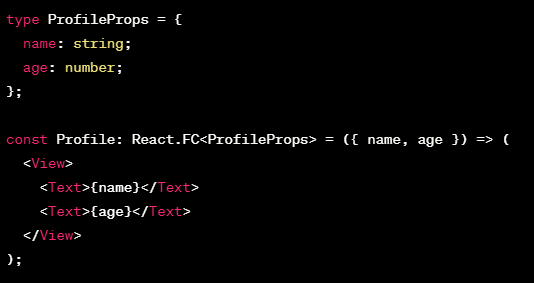 type ProfileProps = {
  name: string;
  age: number;
};

const Profile: React.FC<ProfileProps> = ({ name, age }) => (
  <View>
    <Text>{name}</Text>
    <Text>{age}</Text>
  </View>
);